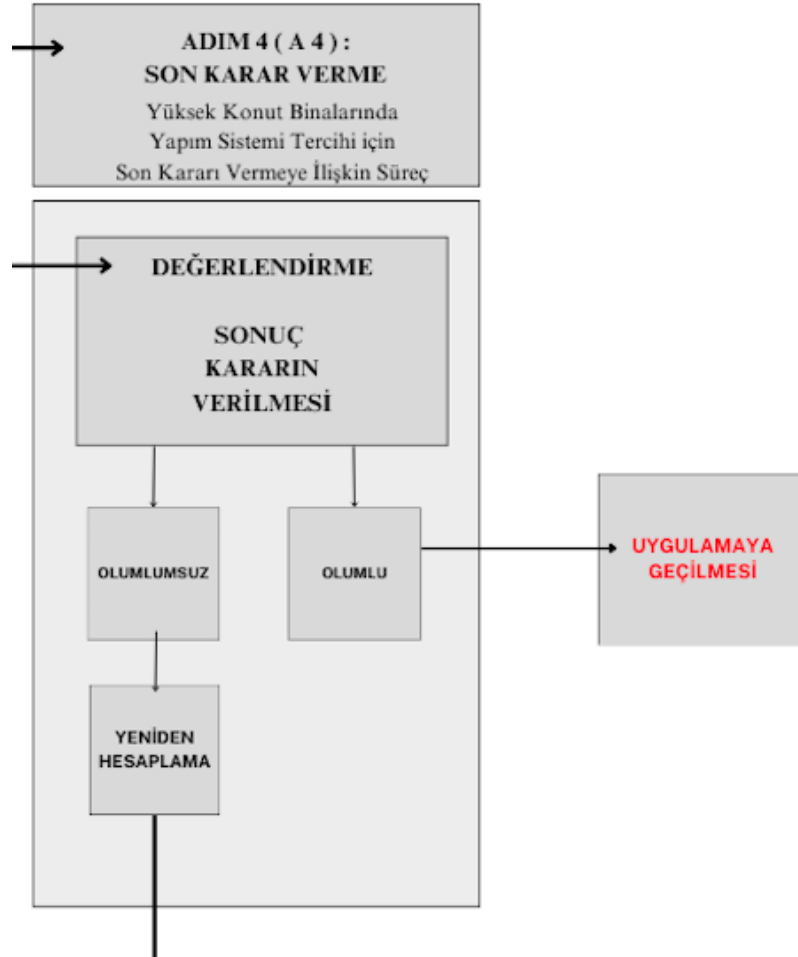 ADIM 4 ( A 4 ) :
SON KARAR VERME
Yüksek Konut Binalarında
Yapım Sistemi Tercihi için
Son Kararı Vermeye İlişkin Süreç
DEĞERLENDİRME
SONUÇ
KARARIN
VERİLMESİ
OLUMLUMSUZ
OLUMLU
UYGULAMAYA
GEÇİLMESİ
YENİDEN
HESAPLAMA